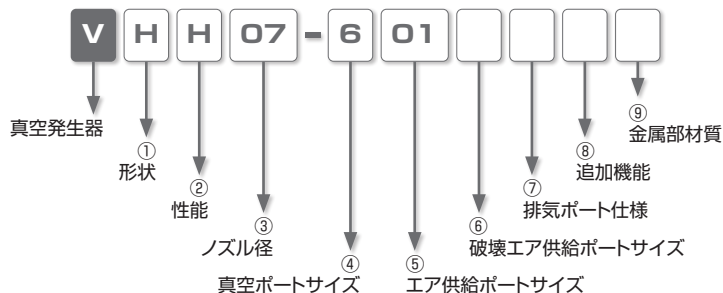 V H H 07 - 6 01
真空発生器
① 形状
② 性能
③ ノズル径
④ 真空ポートサイズ
⑤ エア供給ポートサイズ
⑥ 破壊エア供給ポートサイズ
⑦ 排気ポート仕様
⑧ 追加機能
⑨ 金属部材質